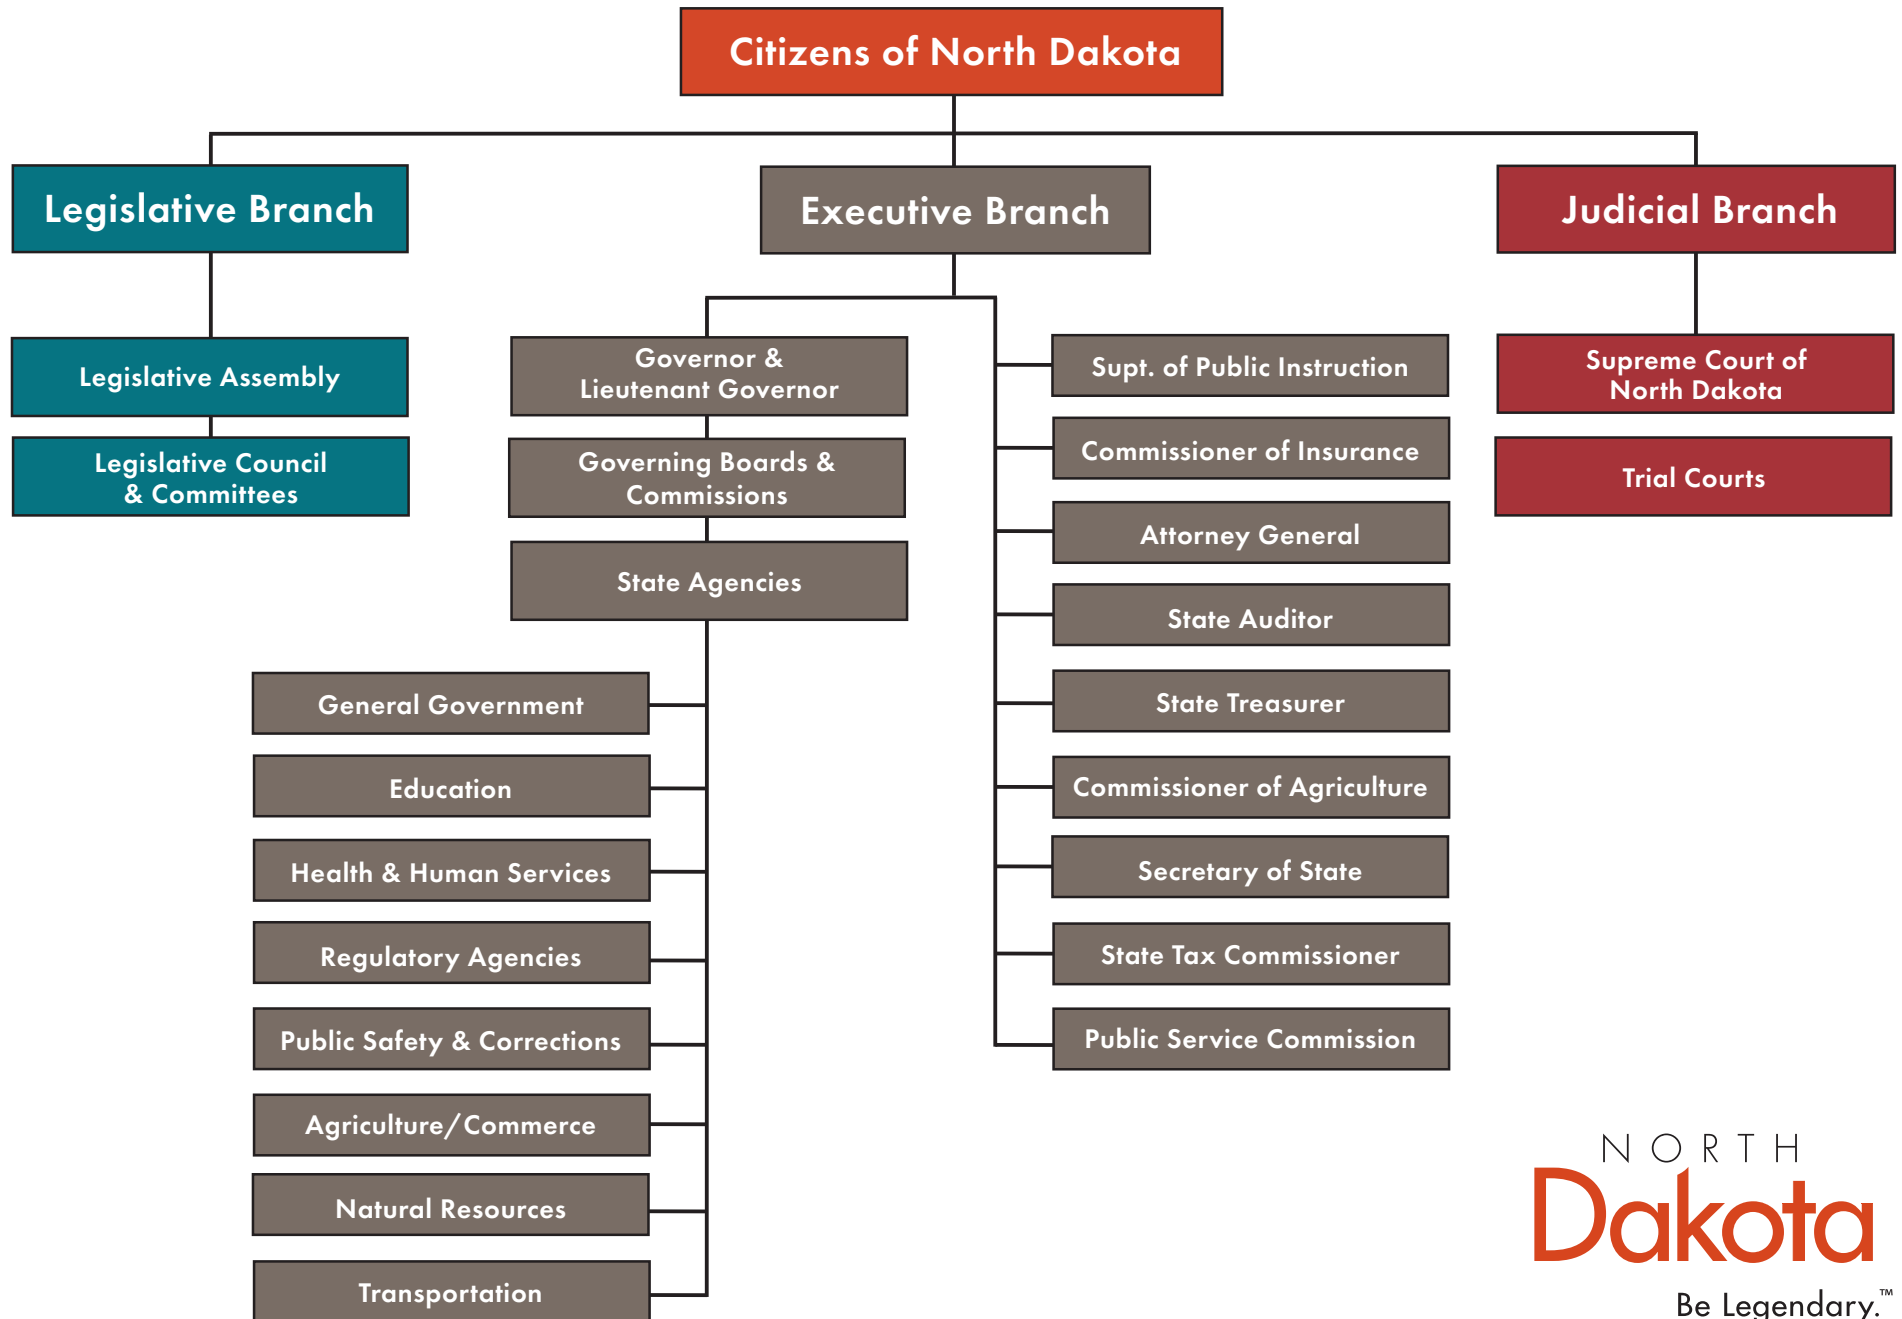 Citizens of North Dakota
Legislative Branch
Executive Branch
Judicial Branch
Legislative Assembly
Legislative Council
& Committees
Governor &
Lieutenant Governor
Governing Boards &
Commissions
State Agencies
General Government
Education
Health & Human Services
Regulatory Agencies
Public Safety & Corrections
Agriculture/Commerce
Natural Resources
Transportation
Supt. of Public Instruction
Commissioner of Insurance
Attorney General
State Auditor
State Treasurer
Commissioner of Agriculture
Secretary of State
State Tax Commissioner
Public Service Commission
Supreme Court of
North Dakota
Trial Courts
NORTH
Dakota
Be Legendary.™